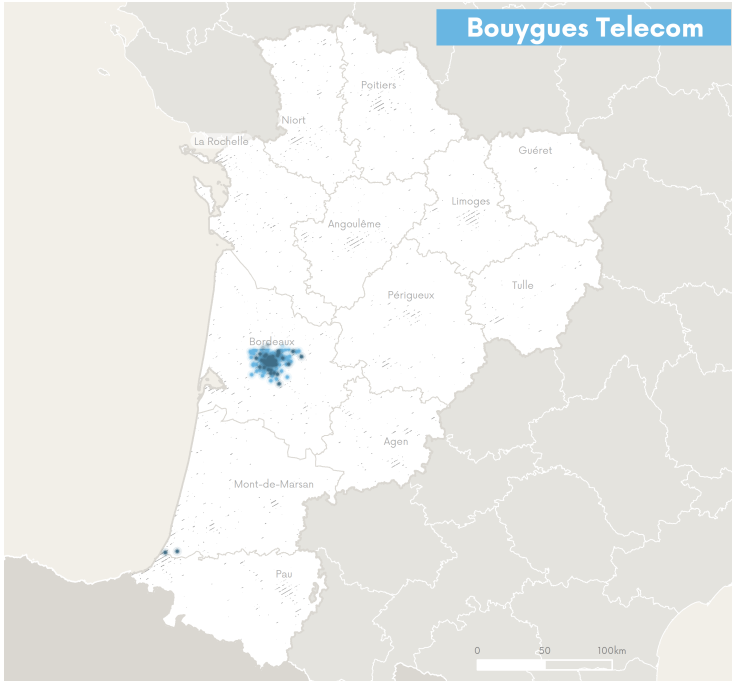 Bouygues Telecom
Poitiers
Niort
La Rochelle
Guéret
Limoges
Angoulême
Tulle
Périgueux
Bordeaux
Agen
Mont-de-Marsan
Pau
0 50 100km